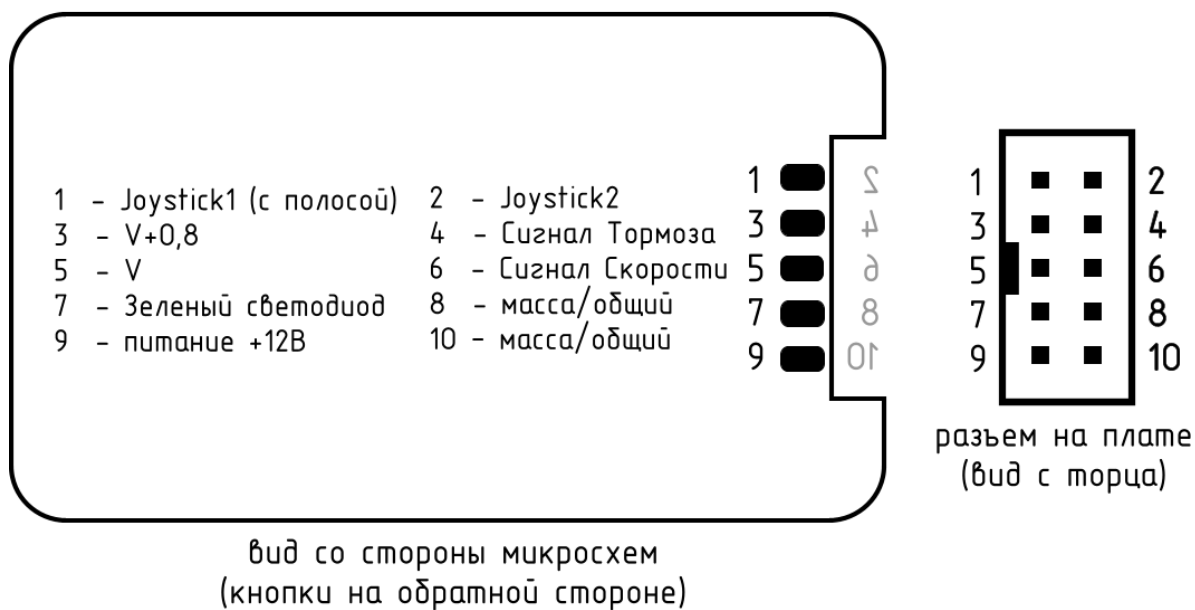 1 – Joystick1 (с полосой) 2 – Joystick2
3 – V+0,8 4 – Сигнал Тормоза
5 – V 6 – Сигнал Скорости
7 – Зеленый светодиод 8 – масса/общий
9 – питание +12В 10 – масса/общий
1 2
3 4
5 6
7 8
9 10
1 2
3 4
5 6
7 8
9 10
разъем на плате
(вид с торца)
вид со стороны микросхем
(кнопки на обратной стороне)